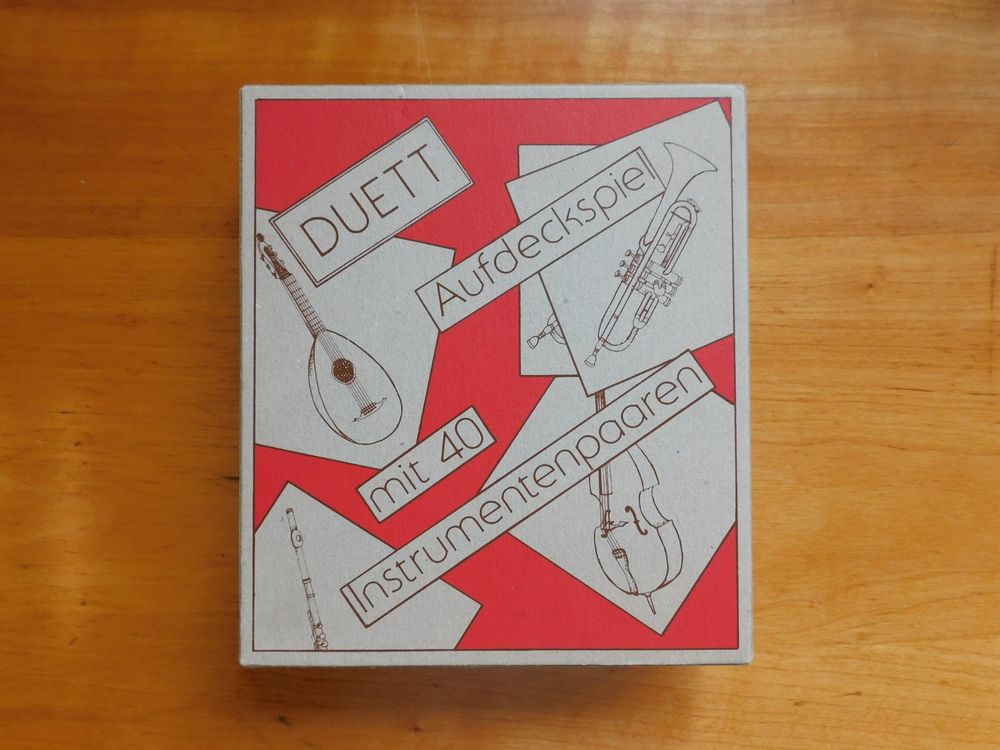 DUETT
Aufdeckspiel
mit 40
Instrumentenpaaren